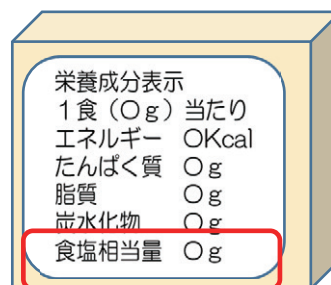 栄養成分表示
1食(○g)当たり
エネルギー ○Kcal
たんぱく質 ○g
脂質 ○g
炭水化物 ○g
食塩相当量 ○g